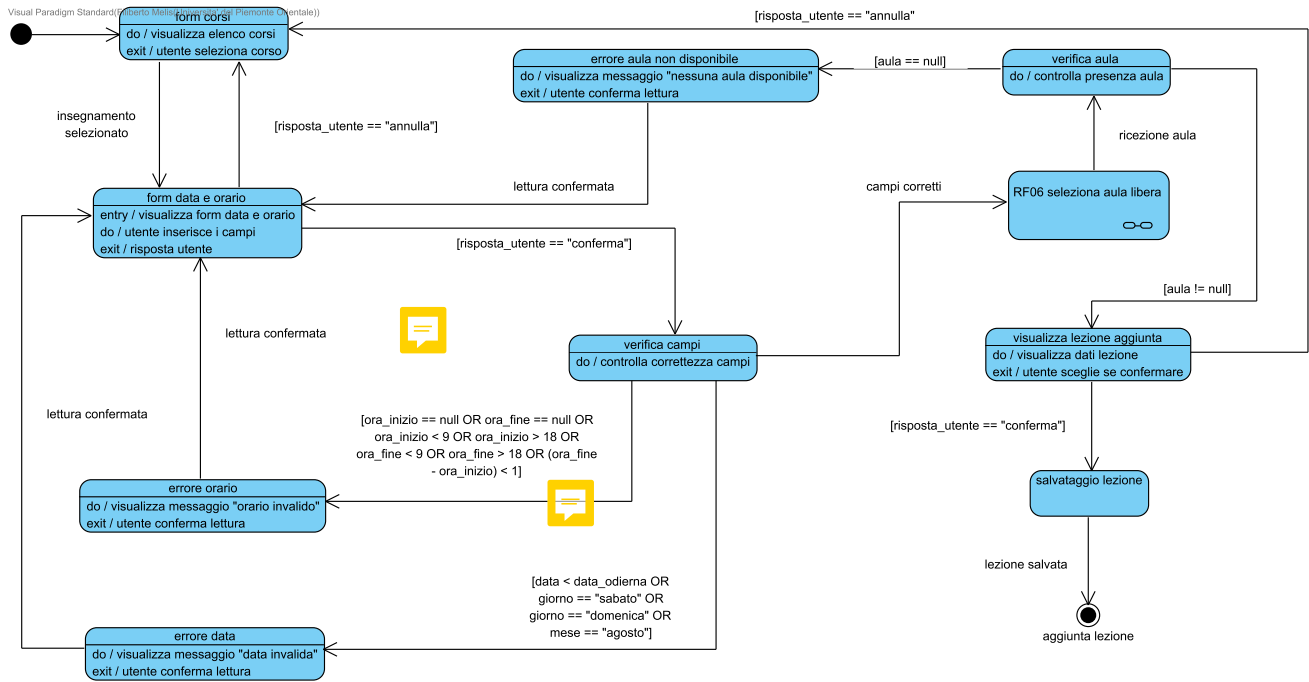 Visual Paradigm Standard(Filiberto Melis(Universita' del Piemonte Orientale))
form corsi
do / visualizza elenco corsi
exit / utente seleziona corso
[risposta_utente == "annulla"
errore aula non disponibile
do / visualizza messaggio "nessuna aula disponibile"
exit / utente conferma lettura
[aula == null]
verifica aula
do / controlla presenza aula
insegnamento
selezionato
[risposta_utente == "annulla"]
ricezione aula
lettura confermata
campi corretti
RF06 seleziona aula libera
form data e orario
entry / visualizza form data e orario
do / utente inserisce i campi
exit / risposta utente
[risposta_utente == "conferma"]
[aula != null]
lettura confermata
verifica campi
do / controlla correttezza campi
visualizza lezione aggiunta
do / visualizza dati lezione
exit / utente sceglie se confermare
lettura confermata
[ora_inizio == null OR ora_fine == null OR
ora_inizio < 9 OR ora_inizio > 18 OR
ora_fine < 9 OR ora_fine > 18 OR (ora_fine
- ora_inizio) < 1]
[risposta_utente == "conferma"]
errore orario
do / visualizza messaggio "orario invalido"
exit / utente conferma lettura
salvataggio lezione
lezione salvata
[data < data_odierna OR
giorno == "sabato" OR
giorno == "domenica" OR
mese == "agosto"]
errore data
do / visualizza messaggio "data invalida"
exit / utente conferma lettura
aggiunta lezione